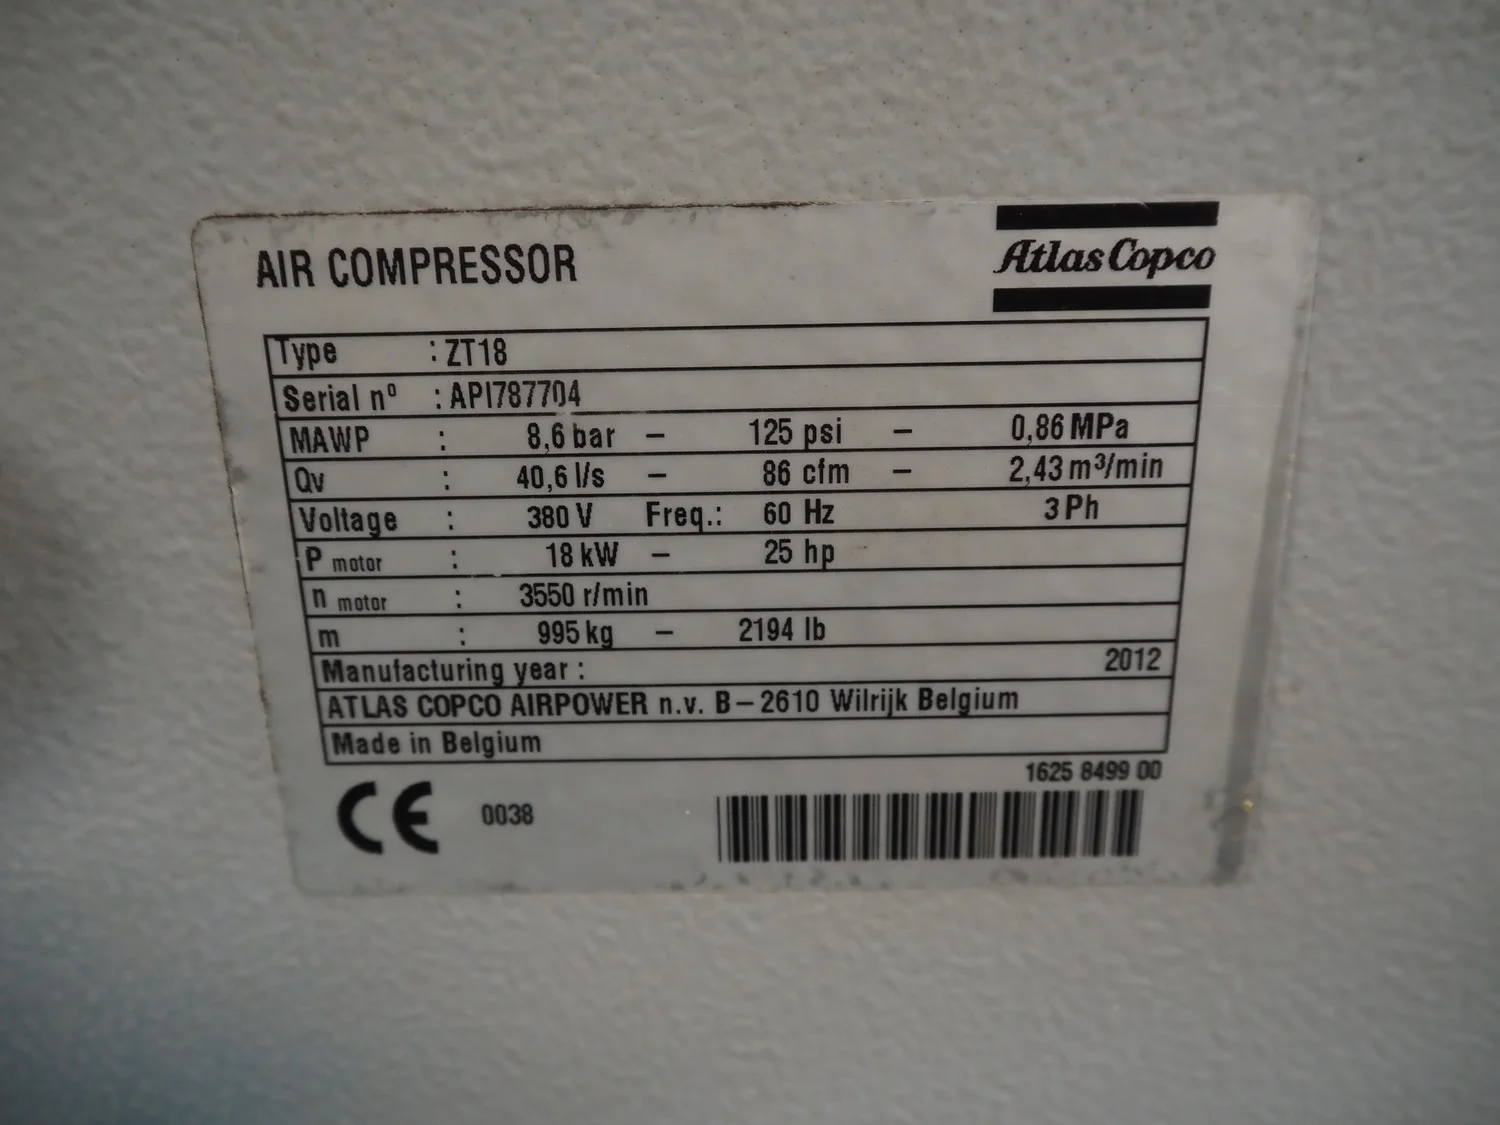 AIR COMPRESSOR
Atlas Copco
Type : ZT18
Serial nº : API787704
MAWP : 8,6 bar – 125 psi – 0,86 MPa
Qv : 40,6 l/s – 86 cfm – 2,43 m³/min
Voltage : 380 V Freq.: 60 Hz 3 Ph
P motor : 18 kW – 25 hp
n motor : 3550 r/min
m : 995 kg – 2194 lb
Manufacturing year : 2012
ATLAS COPCO AIRPOWER n.v. B – 2610 Wilrijk Belgium
Made in Belgium
1625 8499 00
CE 0038